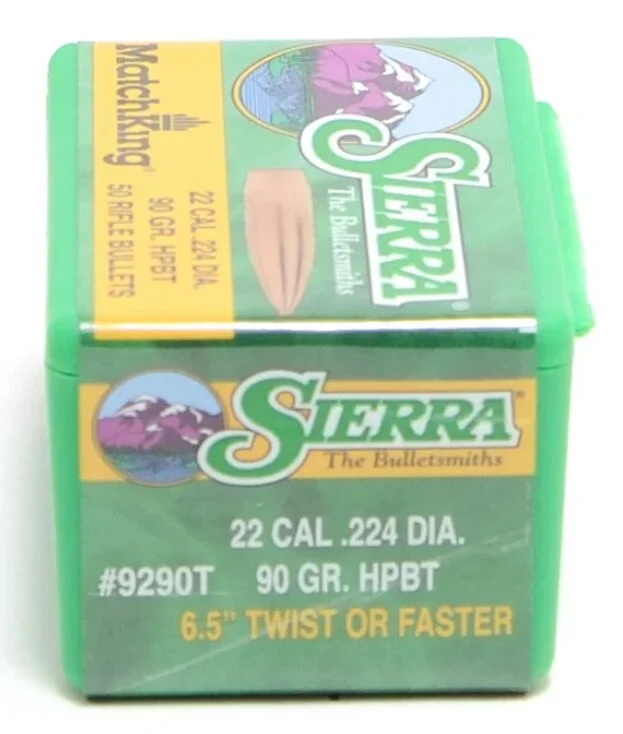 MatchKing®
22 CAL .224 DIA.
90 GR. HPBT
50 RIFLE BULLETS
SIERRA®
The Bulletsmiths
SIERRA®
The Bulletsmiths
22 CAL .224 DIA.
#9290T 90 GR. HPBT
6.5" TWIST OR FASTER